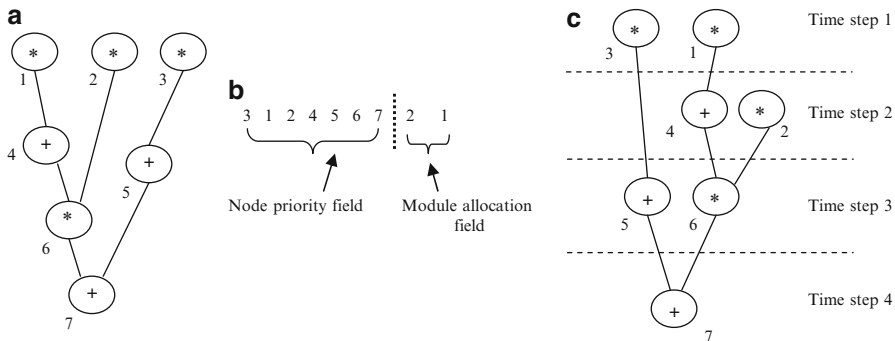 a
* * *
1 2 3
+
4
+
5
*
6
+
7
b
3 1 2 4 5 6 7 2 1
Node priority field
Module allocation
field
c
* * Time step 1
3 1
+ * Time step 2
4 2
+ * Time step 3
5 6
+ Time step 4
7